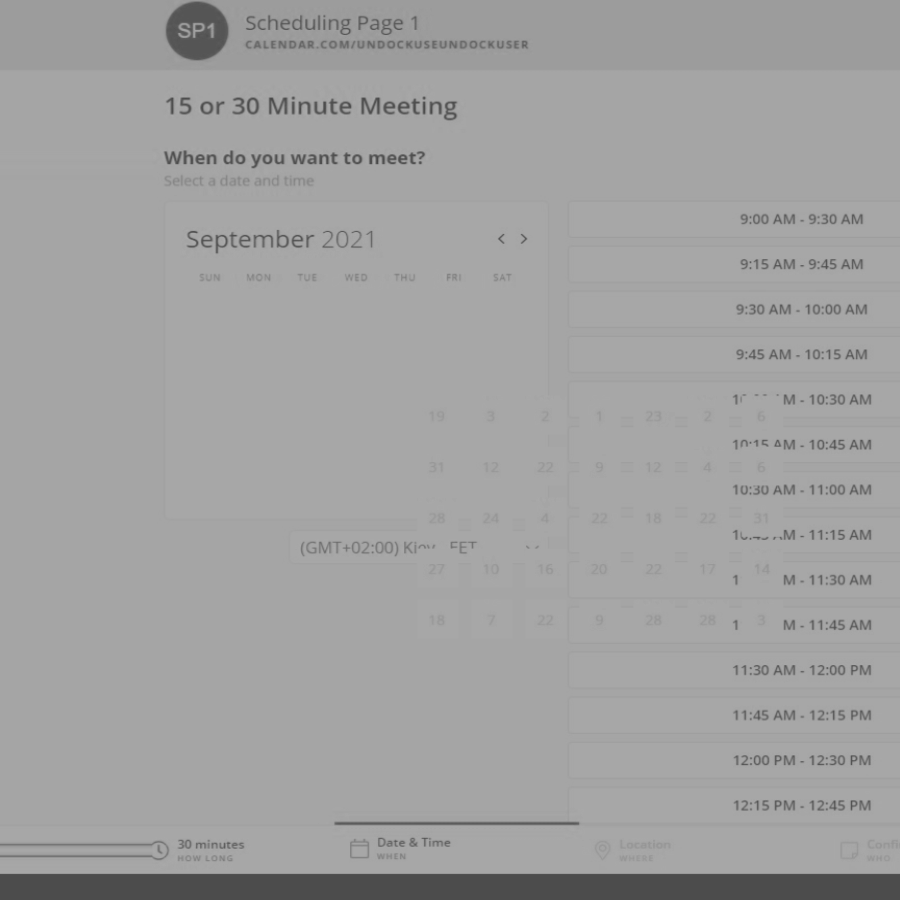 SP1
Scheduling Page 1
CALENDAR.COM/UNDOCKUSEUNDOCKUSER
15 or 30 Minute Meeting
When do you want to meet?
Select a date and time
September 2021
SUN MON TUE WED THU FRI SAT
9:00 AM - 9:30 AM
9:15 AM - 9:45 AM
9:30 AM - 10:00 AM
9:45 AM - 10:15 AM
M - 10:30 AM
19 3 2 1 23 2 6
10:15 AM - 10:45 AM
31 12 22 9 12 4 6
10:30 AM - 11:00 AM
28 24 4 22 18 22 31
AM - 11:15 AM
(GMT+02:00) Kiev EET
27 10 16 20 22 17 14
1 M - 11:30 AM
18 7 22 9 28 28 3
1 M - 11:45 AM
11:30 AM - 12:00 PM
11:45 AM - 12:15 PM
12:00 PM - 12:30 PM
12:15 PM - 12:45 PM
30 minutes
HOW LONG
Date & Time
WHEN
Location
WHERE
Confi
WHO